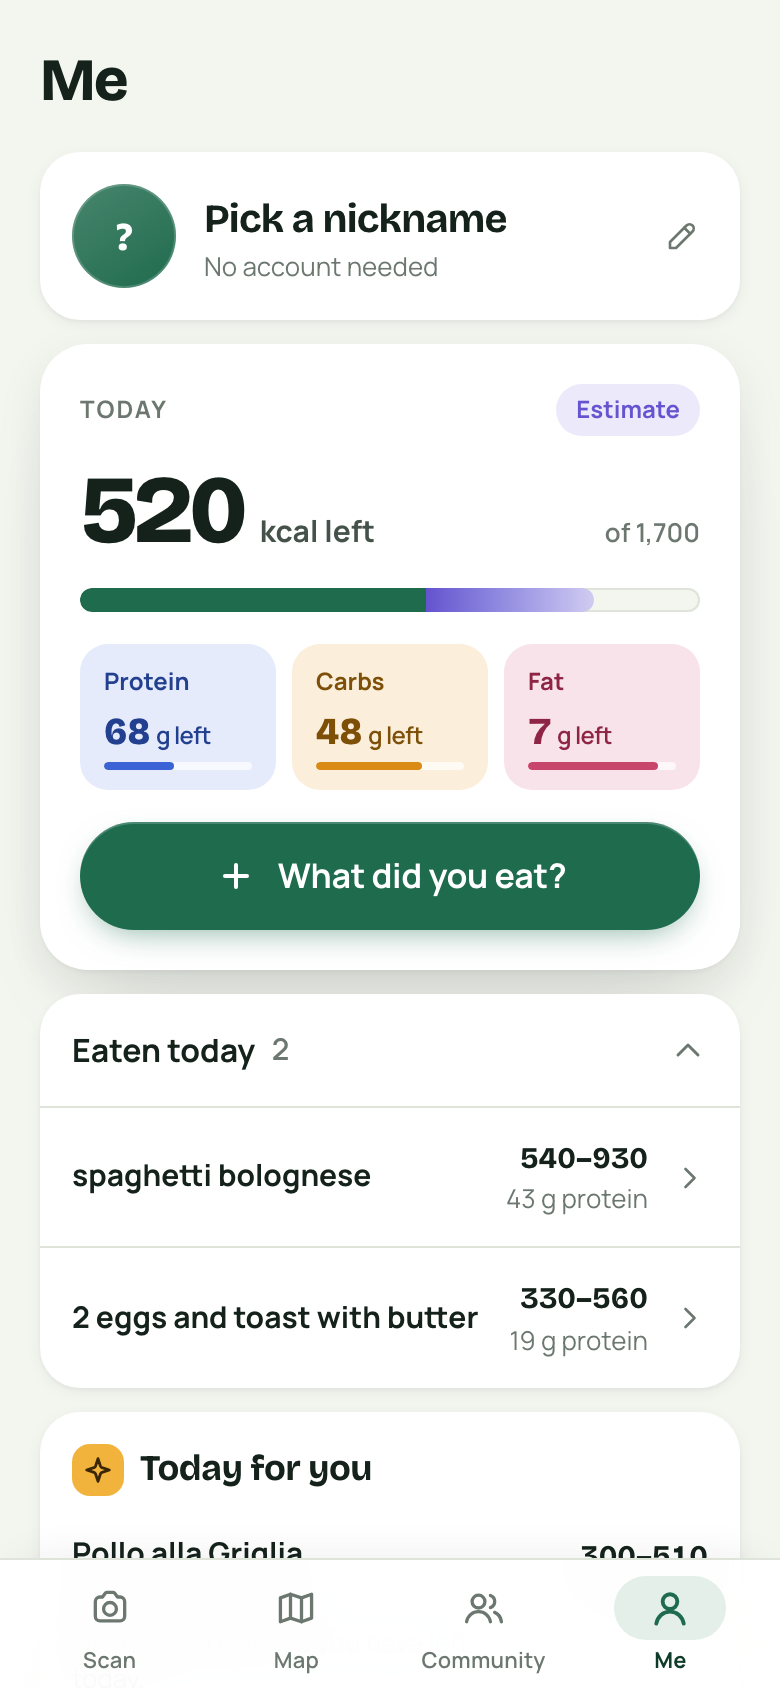 Me
?
Pick a nickname
No account needed
TODAY
Estimate
520 kcal left
of 1,700
Protein
68 g left
Carbs
48 g left
Fat
7 g left
+ What did you eat?
Eaten today 2
spaghetti bolognese
540–930
43 g protein
2 eggs and toast with butter
330–560
19 g protein
Today for you
Pollo alla Griglia
300–510
today.
Scan
Map
Community
Me